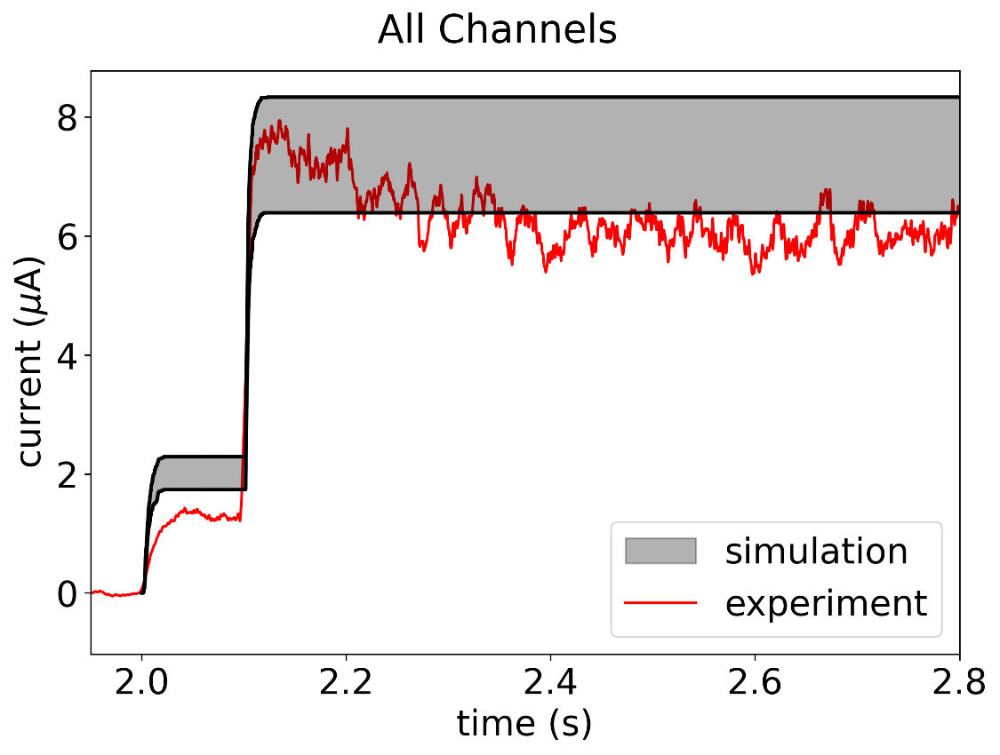 All Channels
current (μA)
8
6
4
2
0
simulation
experiment
2.0 2.2 2.4 2.6 2.8
time (s)